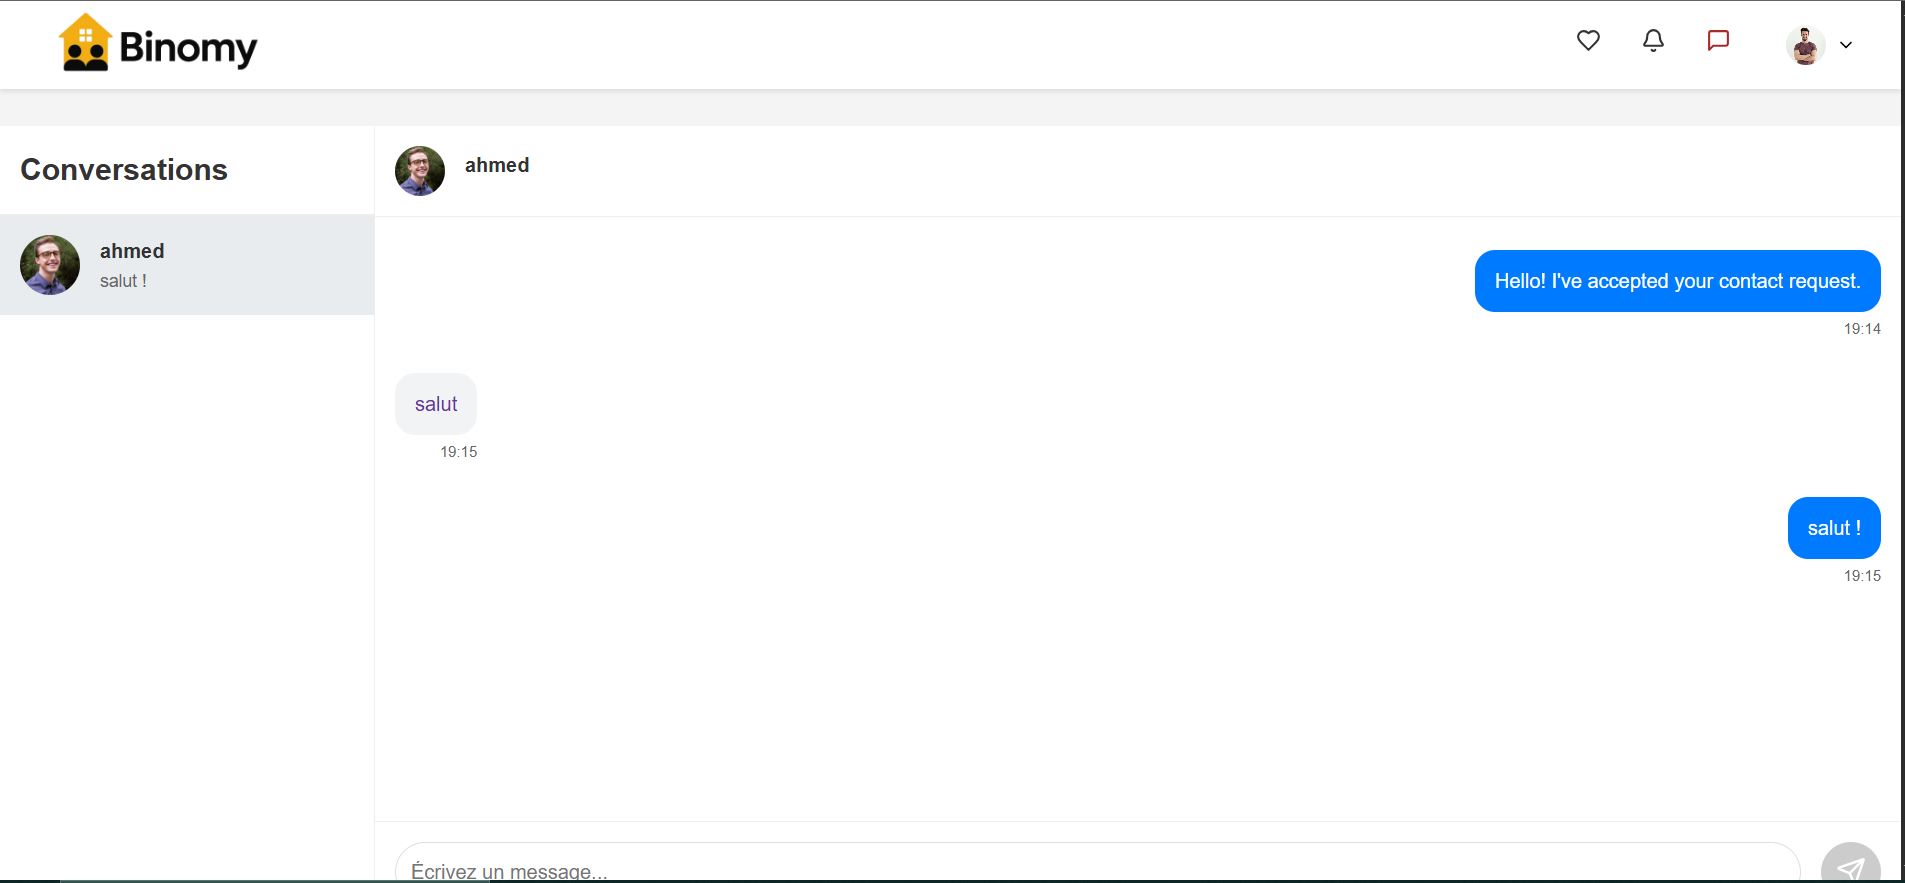 Binomy
Conversations
ahmed
salut !
ahmed
Hello! I've accepted your contact request.
19:14
salut
19:15
salut !
19:15
Écrivez un message...